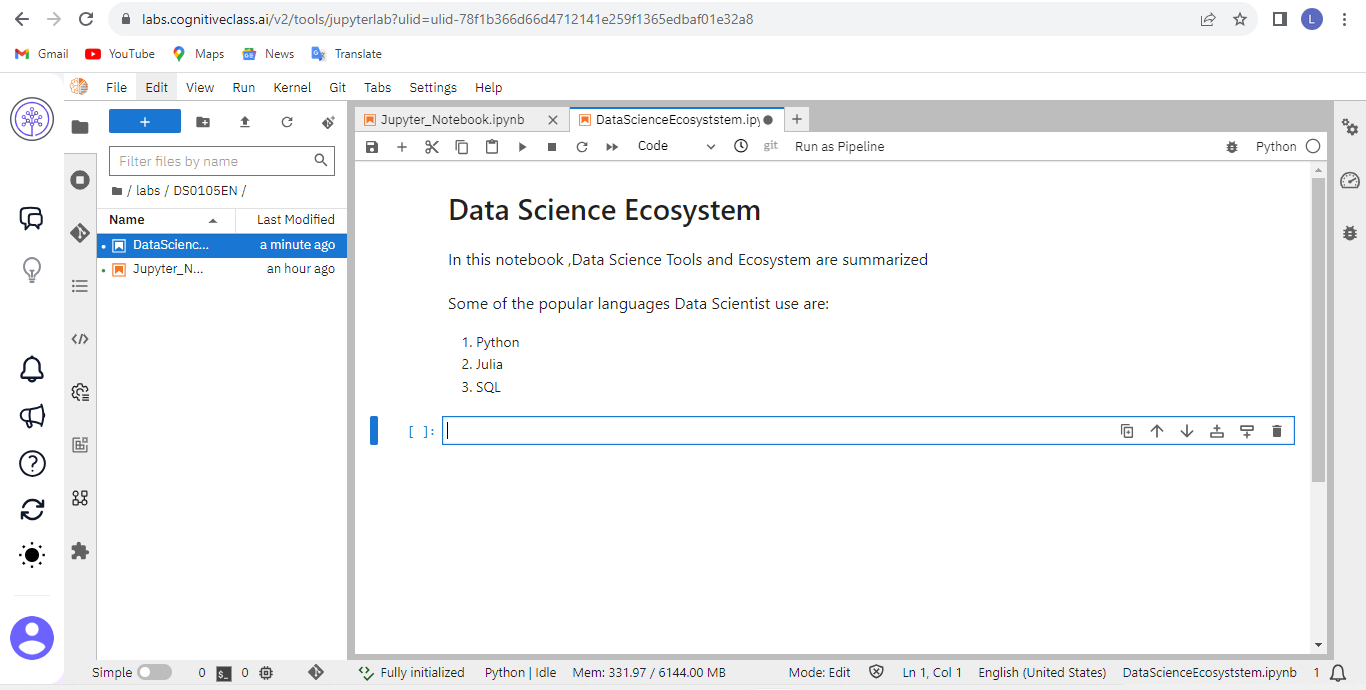 labs.cognitiveclass.ai/v2/tools/jupyterlab?ulid=ulid-78f1b366d66d4712141e259f1365edbaf01e32a8
L
Gmail YouTube Maps News Translate
File Edit View Run Kernel Git Tabs Settings Help
+
Jupyter_Notebook.ipynb
DataScienceEcosyststem.ipy
Filter files by name
Code
git
Run as Pipeline
Python
/ labs / DS0105EN /
Name Last Modified
DataScienc... a minute ago
Jupyter_N... an hour ago
Data Science Ecosystem
In this notebook ,Data Science Tools and Ecosystem are summarized
Some of the popular languages Data Scientist use are:
1. Python
2. Julia
3. SQL
[ ]:
Simple 0 $_ 0 Fully initialized Python | Idle Mem: 331.97 / 6144.00 MB Mode: Edit Ln 1, Col 1 English (United States) DataScienceEcosyststem.ipynb 1